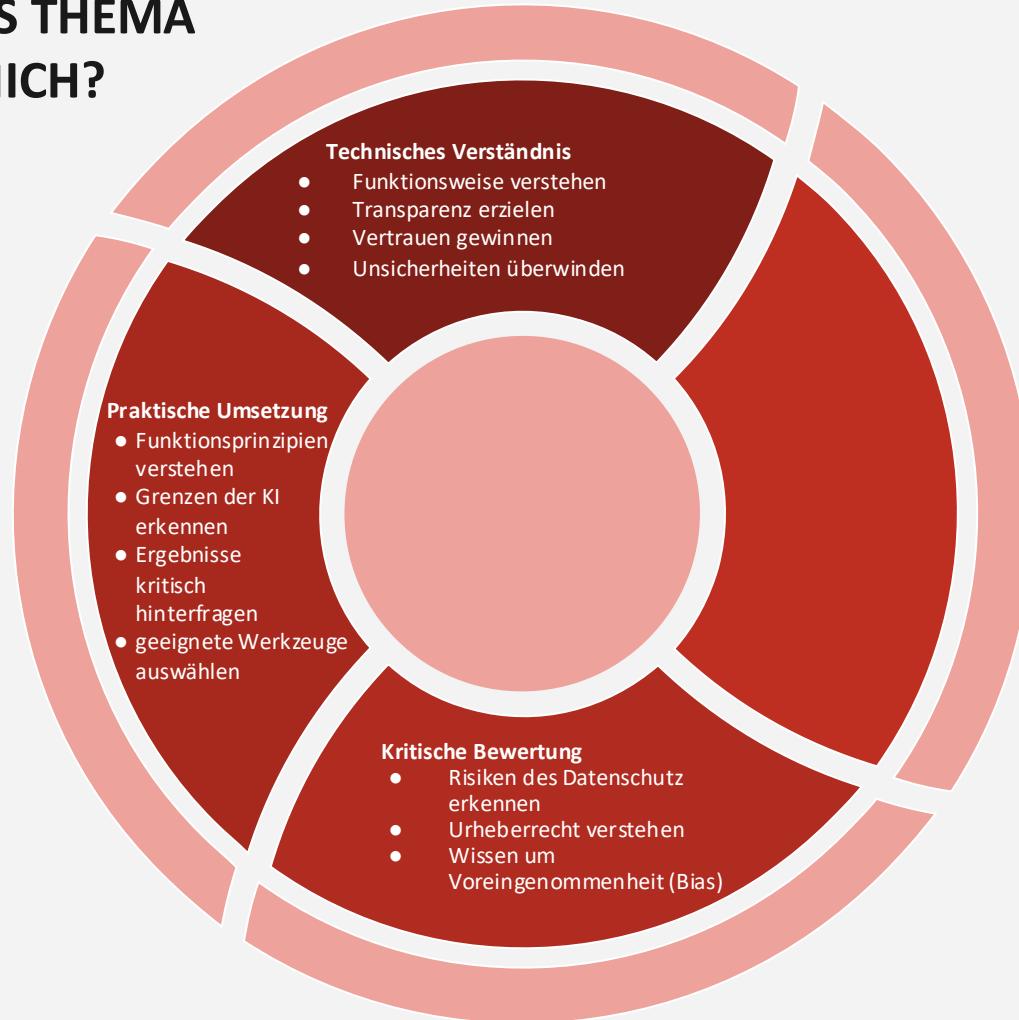 S THEMA
ICH?
Technisches Verständnis
● Funktionsweise verstehen
● Transparenz erzielen
● Vertrauen gewinnen
● Unsicherheiten überwinden
Praktische Umsetzung
● Funktionsprinzipien
verstehen
● Grenzen der KI
erkennen
● Ergebnisse
kritisch
hinterfragen
● geeignete Werkzeuge
auswählen
Kritische Bewertung
● Risiken des Datenschutz
erkennen
● Urheberrecht verstehen
● Wissen um
Voreingenommenheit (Bias)